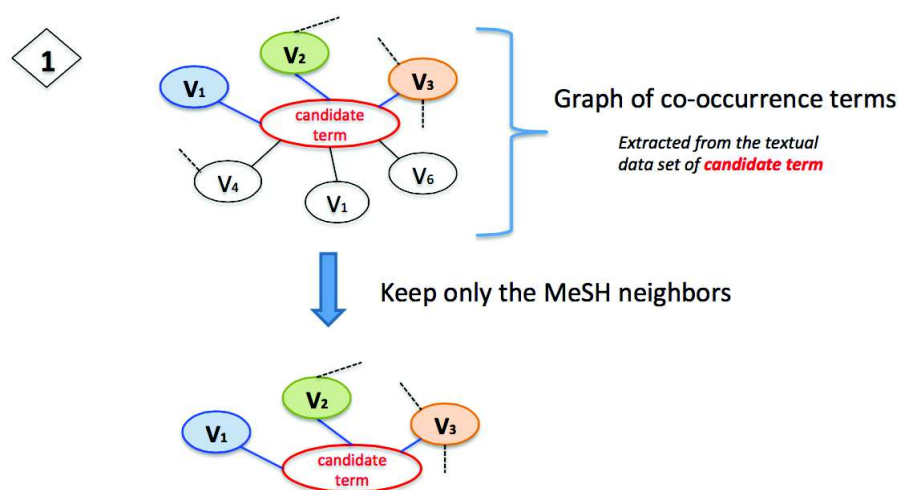 1
V2
V1
V3
candidate
term
V4
V1
V6
Graph of co-occurrence terms
Extracted from the textual
data set of candidate term
Keep only the MeSH neighbors
V2
V1
V3
candidate
term